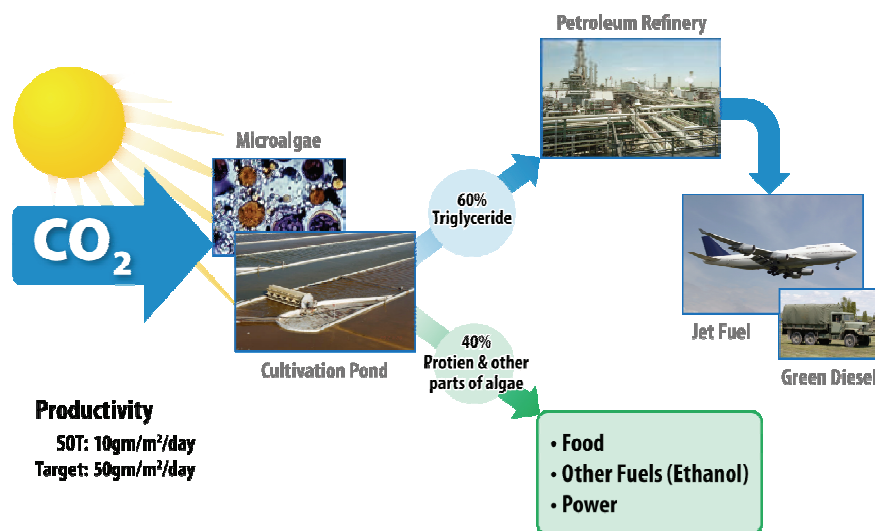 Petroleum Refinery
Microalgae
CO2
60%
Triglyceride
Jet Fuel
Green Diesel
40%
Protien & other
parts of algae
Cultivation Pond
Productivity
SOT: 10gm/m²/day
Target: 50gm/m²/day
• Food
• Other Fuels (Ethanol)
• Power